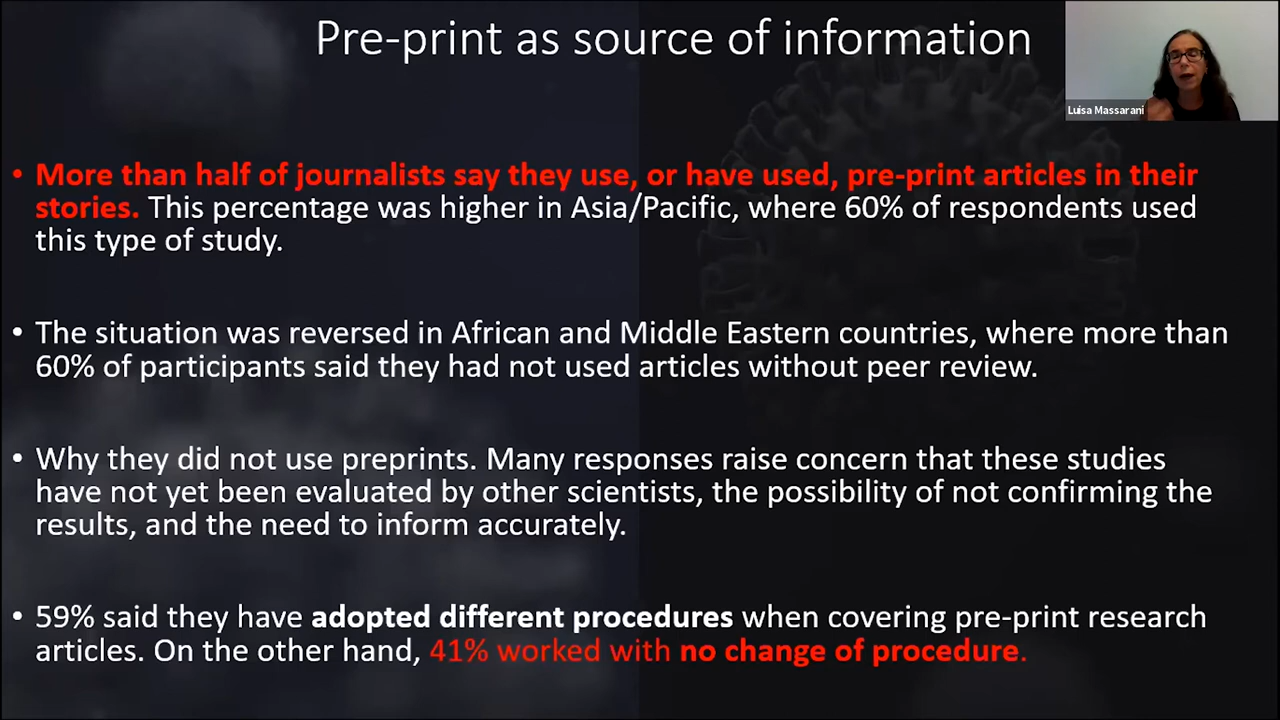 Pre-print as source of information
Luisa Massarani
• More than half of journalists say they use, or have used, pre-print articles in their
stories. This percentage was higher in Asia/Pacific, where 60% of respondents used
this type of study.
• The situation was reversed in African and Middle Eastern countries, where more than
60% of participants said they had not used articles without peer review.
• Why they did not use preprints. Many responses raise concern that these studies
have not yet been evaluated by other scientists, the possibility of not confirming the
results, and the need to inform accurately.
• 59% said they have adopted different procedures when covering pre-print research
articles. On the other hand, 41% worked with no change of procedure.